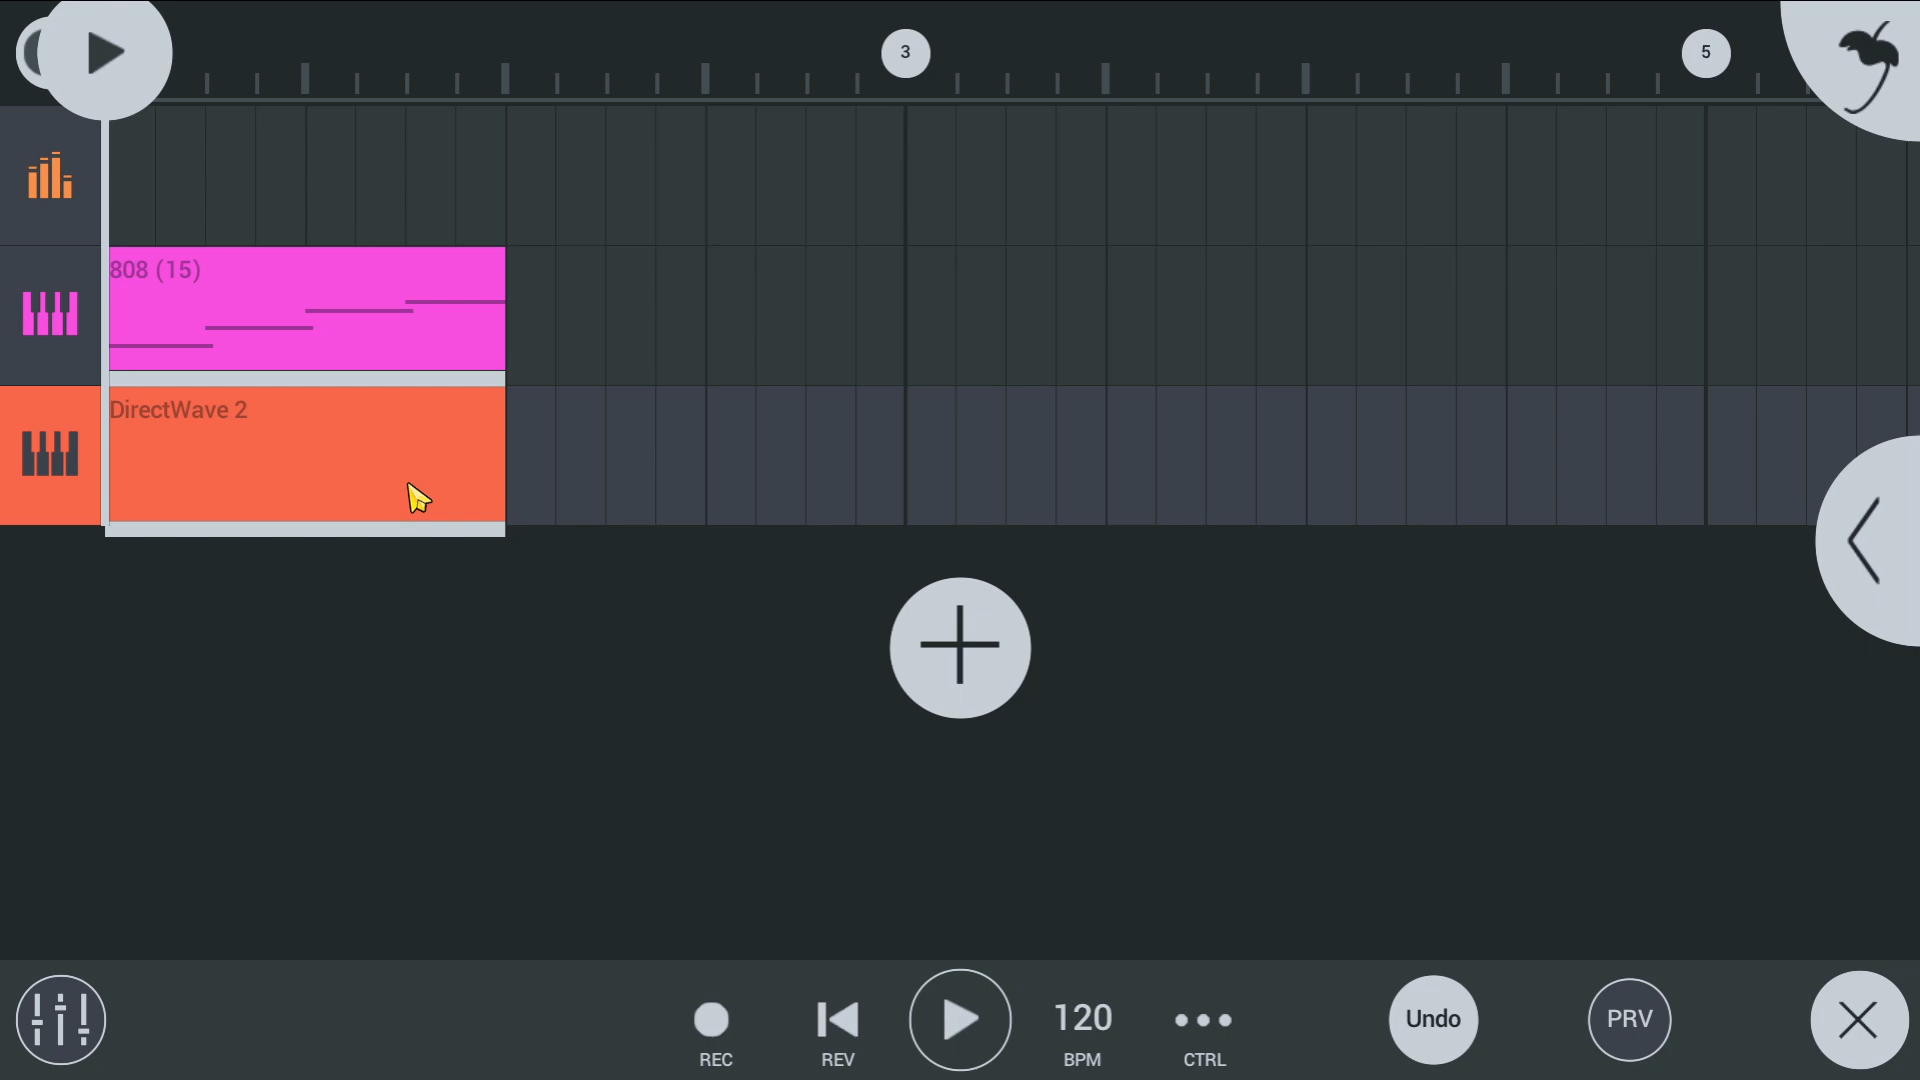 3
5
808 (15)
DirectWave 2
120
Undo
PRV
REC
REV
BPM
CTRL